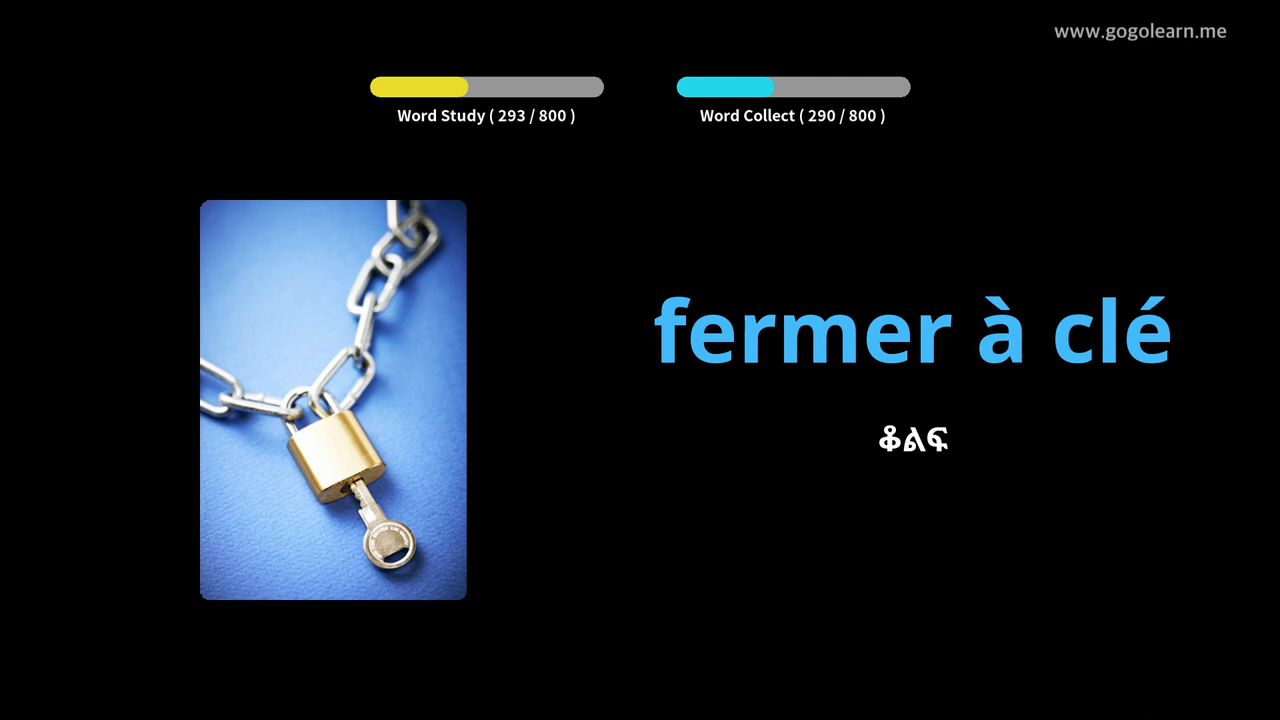 www.gogolearn.me
Word Study ( 293 / 800 )
Word Collect ( 290 / 800 )
fermer à clé
ቆልፍ